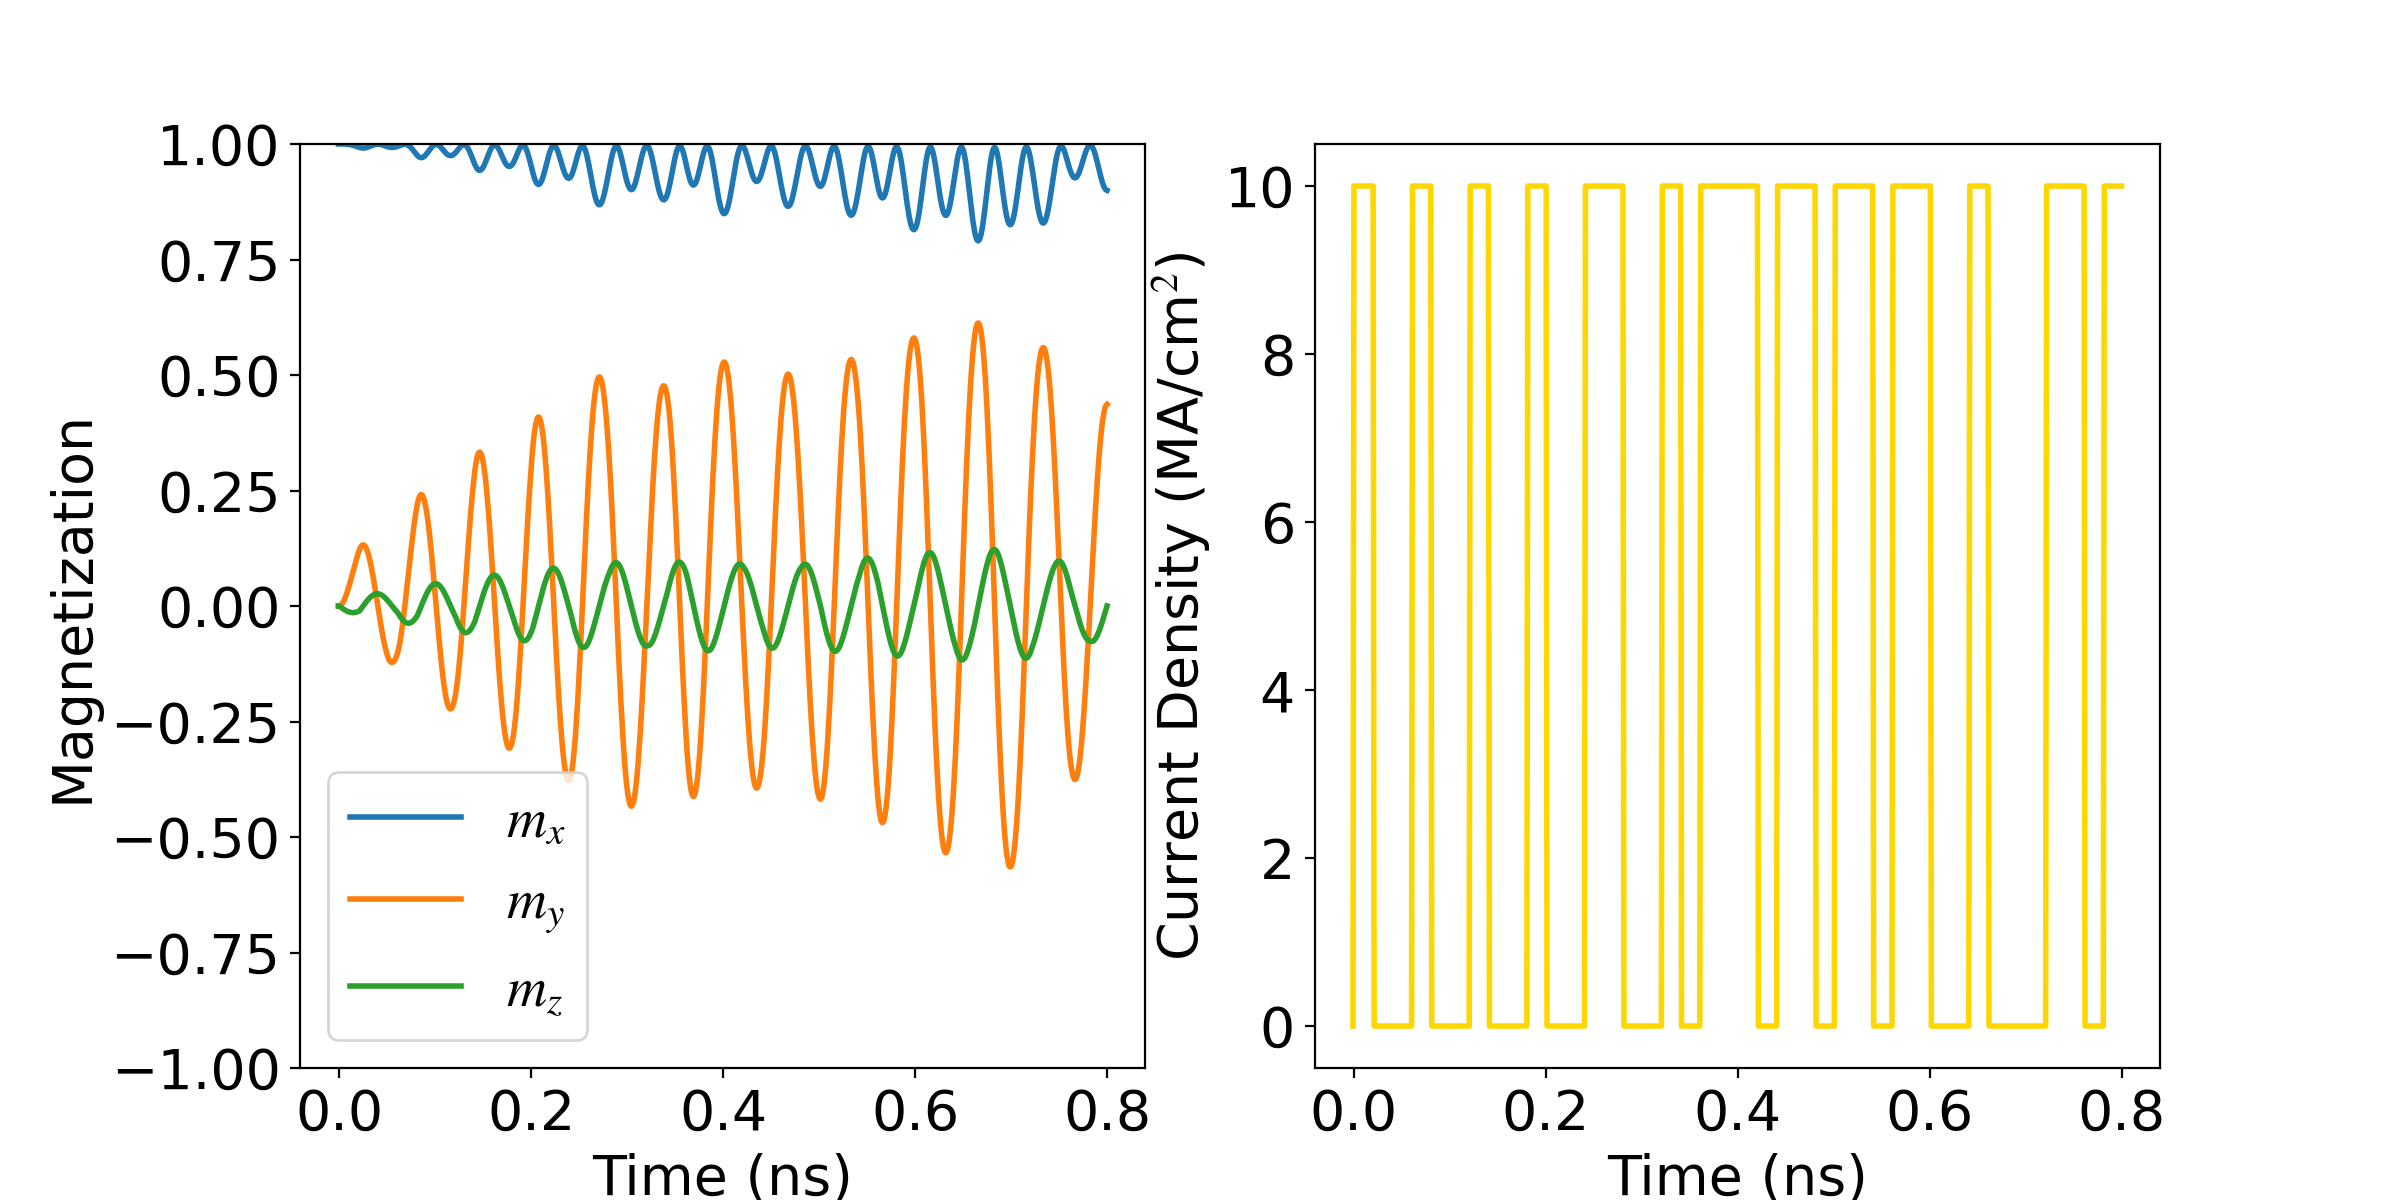 Magnetization
1.00
0.75
0.50
0.25
0.00
−0.25
−0.50
−0.75
−1.00
m_x
m_y
m_z
0.0 0.2 0.4 0.6 0.8
Time (ns)
Current Density (MA/cm²)
10
8
6
4
2
0
0.0 0.2 0.4 0.6 0.8
Time (ns)